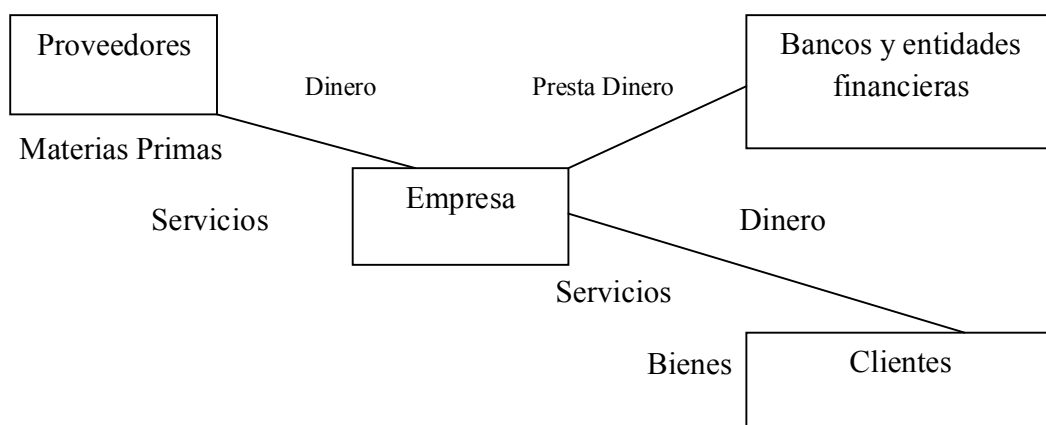 Proveedores
Bancos y entidades
financieras
Dinero
Presta Dinero
Materias Primas
Empresa
Servicios
Dinero
Servicios
Bienes
Clientes